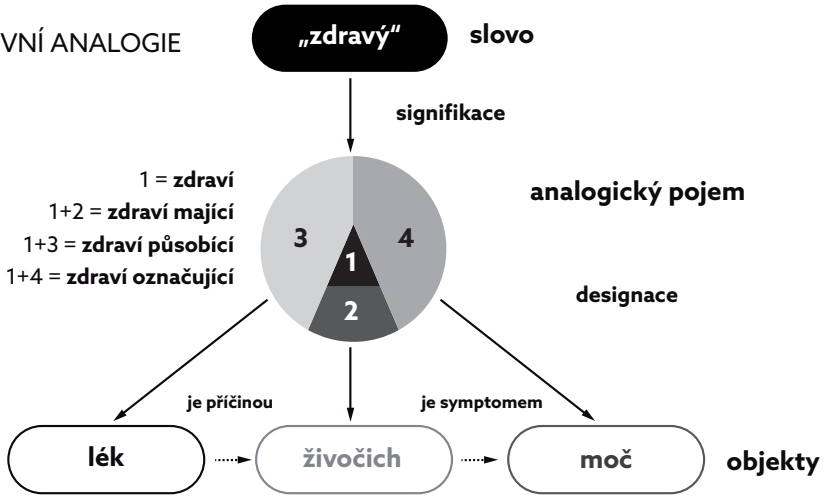 VNÍ ANALOGIE
„zdravý“
slovo
signifikace
1 = zdraví
1+2 = zdraví mající
1+3 = zdraví působící
1+4 = zdraví označující
3
4
1
2
analogický pojem
designace
je příčinou
je symptomem
lék
živočich
moč
objekty